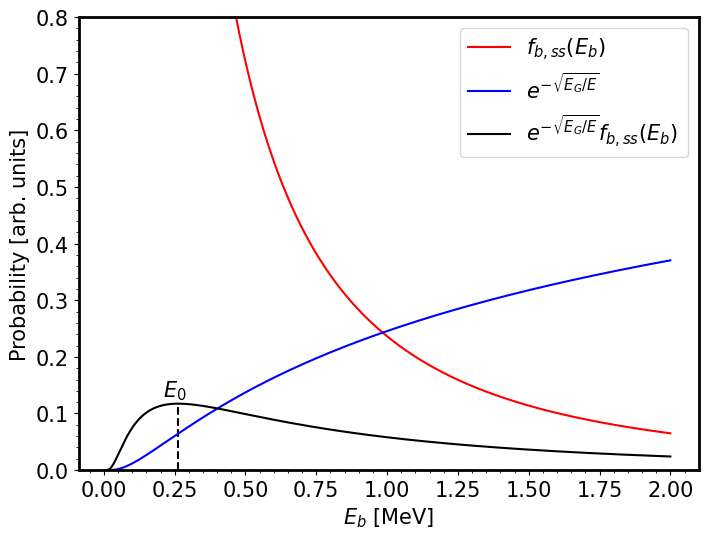 0.8
0.7
0.6
0.5
0.4
0.3
0.2
0.1
0.0
Probability [arb. units]
f_{b,ss}(E_b)
e^{-\sqrt{E_G/E}}
e^{-\sqrt{E_G/E}}f_{b,ss}(E_b)
E_0
0.00 0.25 0.50 0.75 1.00 1.25 1.50 1.75 2.00
E_b [MeV]